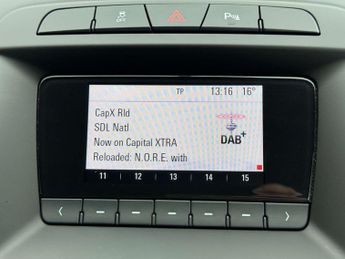 TP 13:16 16°
CapX Rld
SDL Natl
Now on Capital XTRA
Reloaded: N.O.R.E. with
DAB+
11 12 13 14 15